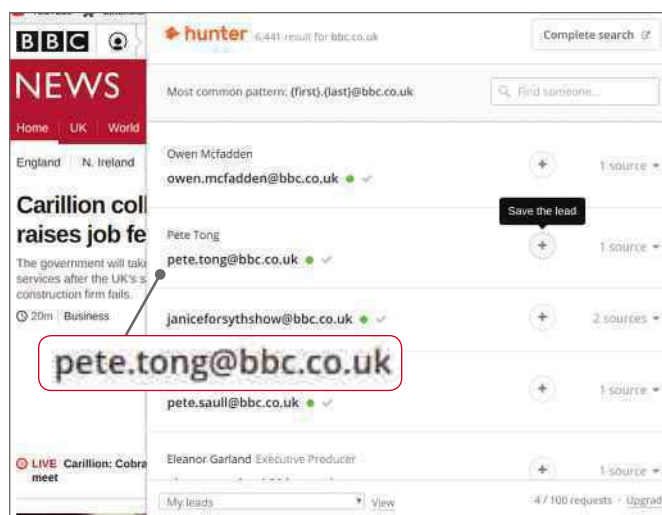 BBC
hunter 6,441 result for bbc.co.uk
Complete search
NEWS
Most common pattern: {first}.{last}@bbc.co.uk
Find someone...
Home UK World
England N. Ireland
Owen Mcfadden
owen.mcfadden@bbc.co.uk
1 source
Carillion coll
raises job fe
Save the lead
Pete Tong
pete.tong@bbc.co.uk
1 source
The government will take
services after the UK's s
construction firm fails.
20m Business
janiceforsythshow@bbc.co.uk
2 sources
pete.tong@bbc.co.uk
pete.saull@bbc.co.uk
1 source
LIVE Carillion: Cobra
meet
Eleanor Garland Executive Producer
1 source
My leads
View
4 / 100 requests · Upgrad